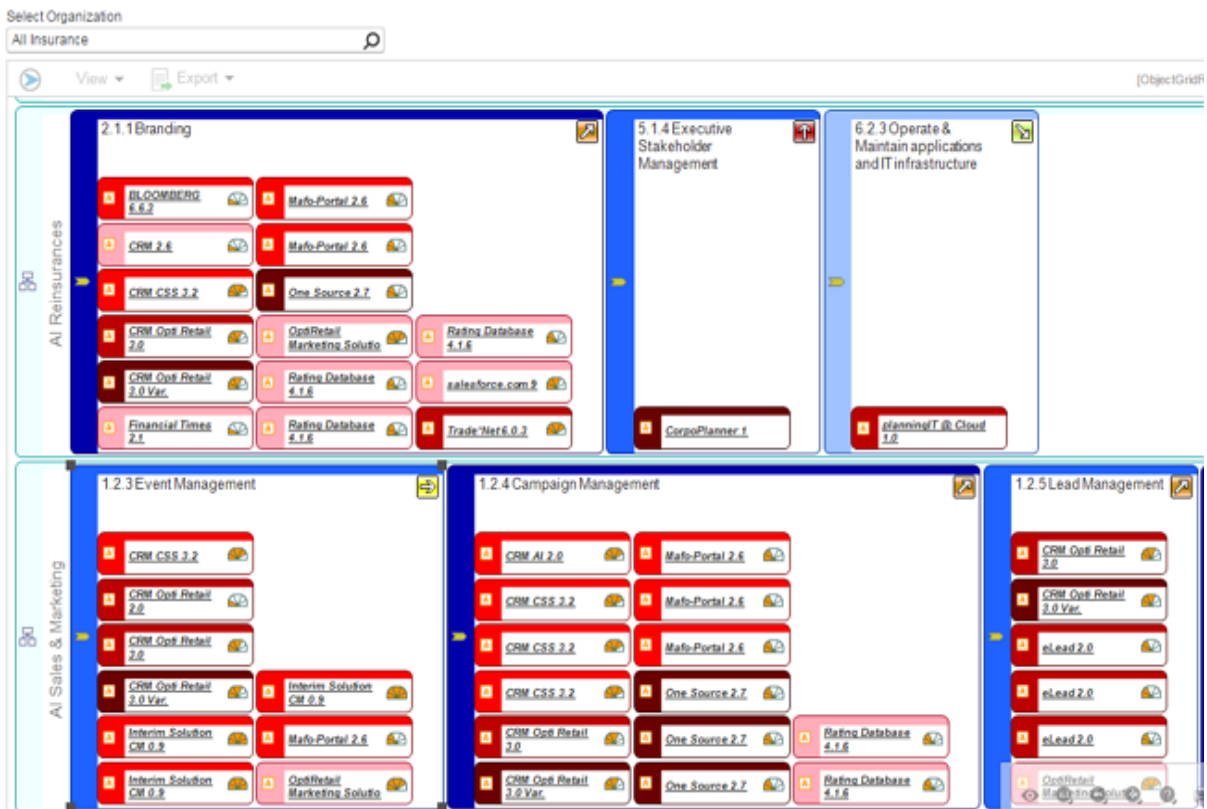 Select Organization
All Insurance
View
Export
[ObjectGridR
AI Reinsurances
2.1.1 Branding
BLOOMBERG
6.6.2
Mafo-Portal 2.6
CRM 2.6
Mafo-Portal 2.6
CRM CSS 3.2
One Source 2.7
CRM Opti Retail
2.0
OptiRetail
Marketing Solutio
Rating Database
4.1.6
CRM Opti Retail
3.0 Var.
Rating Database
4.1.6
salesforce.com 9
Financial Times
2.1
Rating Database
4.1.6
Trade*Net 6.0.3
5.1.4 Executive
Stakeholder
Management
CorpoPlanner 1
6.2.3 Operate &
Maintain applications
and IT infrastructure
planningIT @ Cloud
1.0
AI Sales & Marketing
1.2.3 Event Management
CRM CSS 3.2
CRM Opti Retail
2.0
CRM Opti Retail
3.0
CRM Opti Retail
3.0 Var.
Interim Solution
CM 0.9
Interim Solution
CM 0.9
Mafo-Portal 2.6
Interim Solution
CM 0.9
OptiRetail
Marketing Solutio
1.2.4 Campaign Management
CRM AI 2.0
Mafo-Portal 2.6
CRM CSS 3.2
Mafo-Portal 2.6
CRM CSS 3.2
Mafo-Portal 2.6
CRM CSS 3.2
One Source 2.7
CRM Opti Retail
3.0
One Source 2.7
Rating Database
4.1.6
CRM Opti Retail
3.0 Var.
One Source 2.7
Rating Database
4.1.6
1.2.5 Lead Management
CRM Opti Retail
3.0
CRM Opti Retail
3.0 Var.
eLead 2.0
eLead 2.0
eLead 2.0
OptiRetail